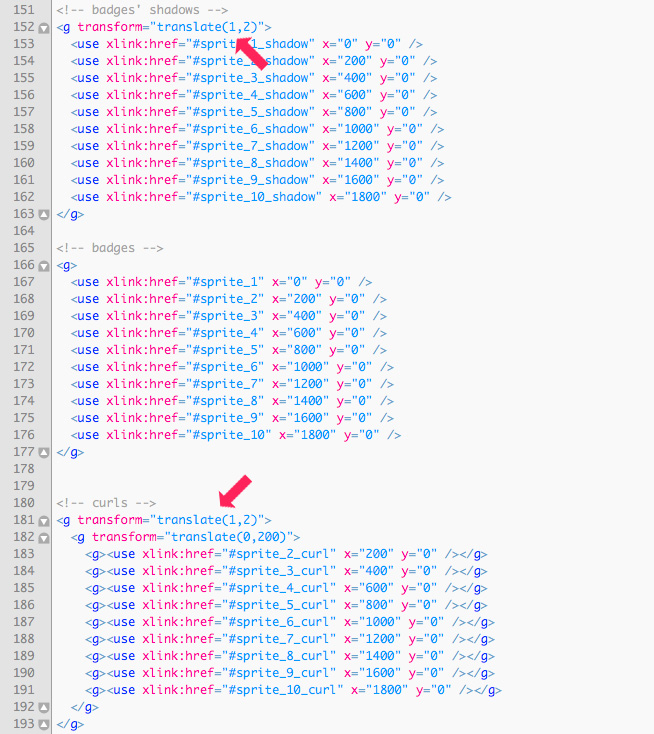 151 <!-- badges' shadows -->
152 <g transform="translate(1,2)">
153 <use xlink:href="#sprite_1_shadow" x="0" y="0" />
154 <use xlink:href="#sprite_2_shadow" x="200" y="0" />
155 <use xlink:href="#sprite_3_shadow" x="400" y="0" />
156 <use xlink:href="#sprite_4_shadow" x="600" y="0" />
157 <use xlink:href="#sprite_5_shadow" x="800" y="0" />
158 <use xlink:href="#sprite_6_shadow" x="1000" y="0" />
159 <use xlink:href="#sprite_7_shadow" x="1200" y="0" />
160 <use xlink:href="#sprite_8_shadow" x="1400" y="0" />
161 <use xlink:href="#sprite_9_shadow" x="1600" y="0" />
162 <use xlink:href="#sprite_10_shadow" x="1800" y="0" />
163 </g>
164
165 <!-- badges -->
166 <g>
167 <use xlink:href="#sprite_1" x="0" y="0" />
168 <use xlink:href="#sprite_2" x="200" y="0" />
169 <use xlink:href="#sprite_3" x="400" y="0" />
170 <use xlink:href="#sprite_4" x="600" y="0" />
171 <use xlink:href="#sprite_5" x="800" y="0" />
172 <use xlink:href="#sprite_6" x="1000" y="0" />
173 <use xlink:href="#sprite_7" x="1200" y="0" />
174 <use xlink:href="#sprite_8" x="1400" y="0" />
175 <use xlink:href="#sprite_9" x="1600" y="0" />
176 <use xlink:href="#sprite_10" x="1800" y="0" />
177 </g>
178
179
180 <!-- curls -->
181 <g transform="translate(1,2)">
182 <g transform="translate(0,200)">
183 <g><use xlink:href="#sprite_2_curl" x="200" y="0" /></g>
184 <g><use xlink:href="#sprite_3_curl" x="400" y="0" /></g>
185 <g><use xlink:href="#sprite_4_curl" x="600" y="0" /></g>
186 <g><use xlink:href="#sprite_5_curl" x="800" y="0" /></g>
187 <g><use xlink:href="#sprite_6_curl" x="1000" y="0" /></g>
188 <g><use xlink:href="#sprite_7_curl" x="1200" y="0" /></g>
189 <g><use xlink:href="#sprite_8_curl" x="1400" y="0" /></g>
190 <g><use xlink:href="#sprite_9_curl" x="1600" y="0" /></g>
191 <g><use xlink:href="#sprite_10_curl" x="1800" y="0" /></g>
192 </g>
193 </g>